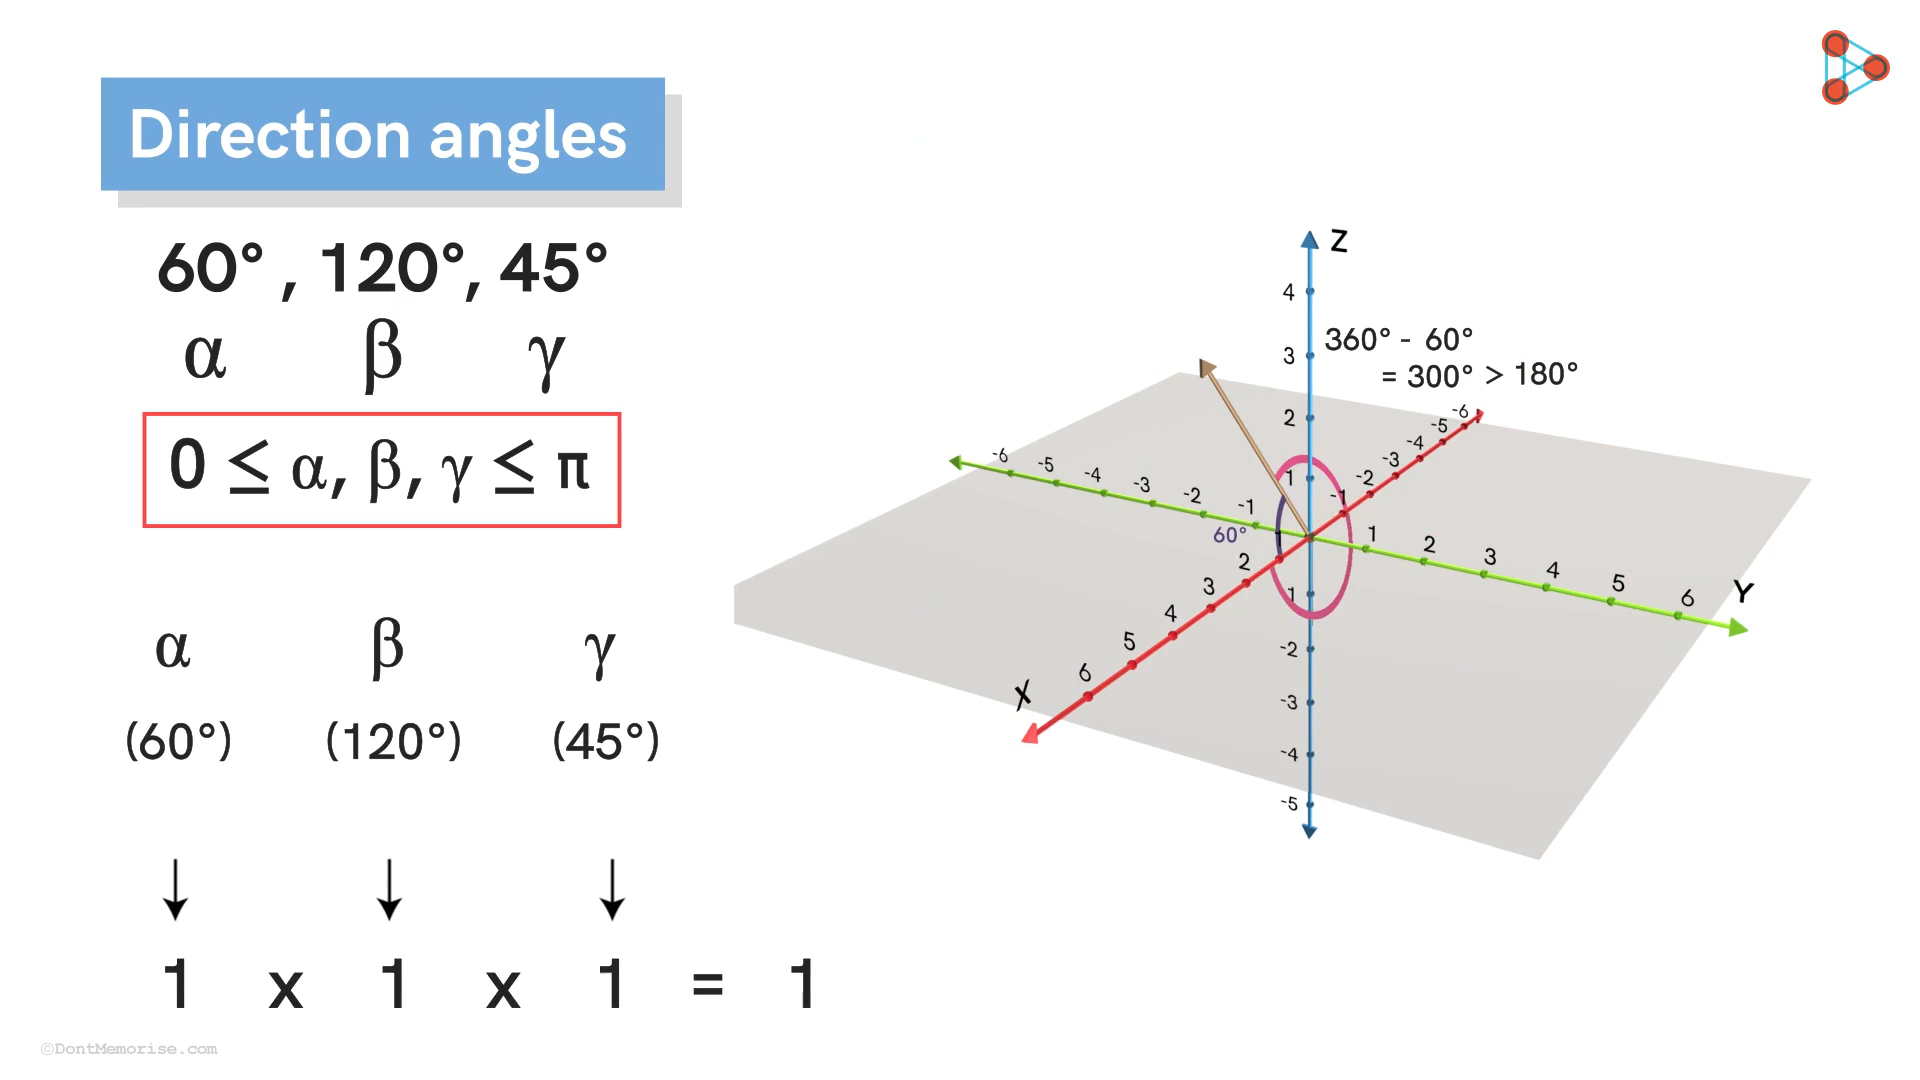 Direction angles
60° , 120°, 45°
α β γ
0 ≤ α, β, γ ≤ π
α β γ
(60°) (120°) (45°)
1 x 1 x 1 = 1
©DontMemorise.com
Z
4
3
2
1
1
-2
-3
-4
-5
360° - 60°
= 300° > 180°
-6 -5 -4 -3 -2 -1
1 2 3 4 5 6
Y
-6
-5
-4
-3
-2
-1
60°
2
3
4
5
6
X